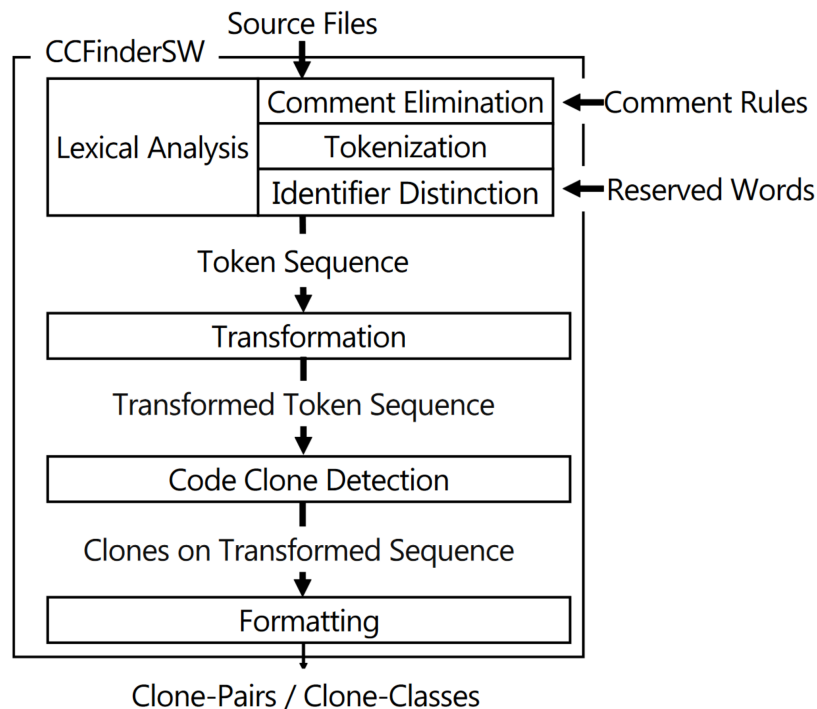 Source Files
CCFinderSW
Comment Elimination
Comment Rules
Lexical Analysis
Tokenization
Identifier Distinction
Reserved Words
Token Sequence
Transformation
Transformed Token Sequence
Code Clone Detection
Clones on Transformed Sequence
Formatting
Clone-Pairs / Clone-Classes